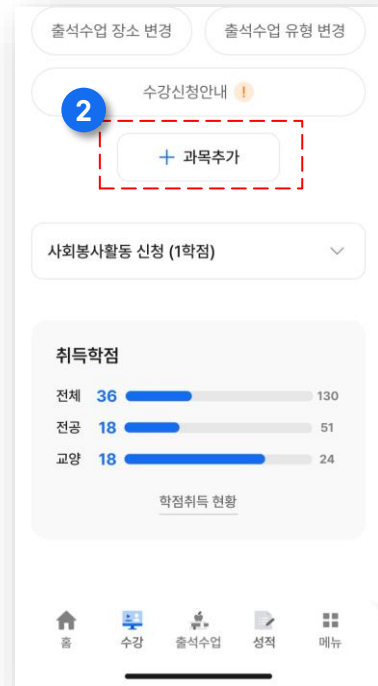 출석수업 장소 변경 출석수업 유형 변경
수강신청안내 !
2
+ 과목추가
사회봉사활동 신청 (1학점)
취득학점
전체 36 130
전공 18 51
교양 18 24
학점취득 현황
홈 수강 출석수업 성적 메뉴